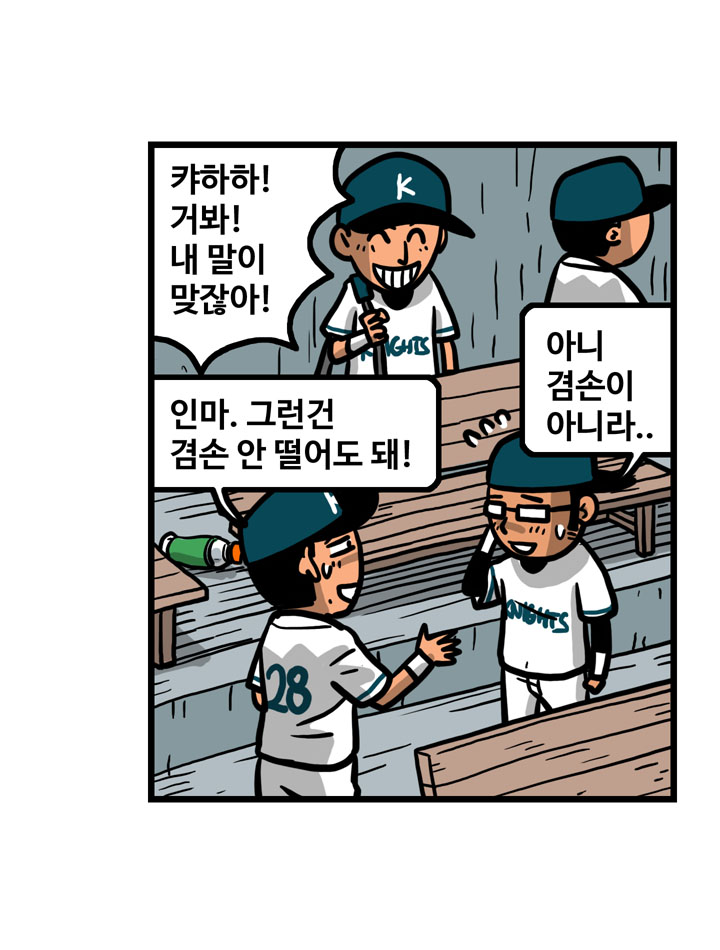 캬하하!
거봐!
내 말이
맞잖아!
K
KNIGHTS
아니
겸손이
아니라..
인마. 그런건
겸손 안 떨어도 돼!
K
KNIGHTS
28